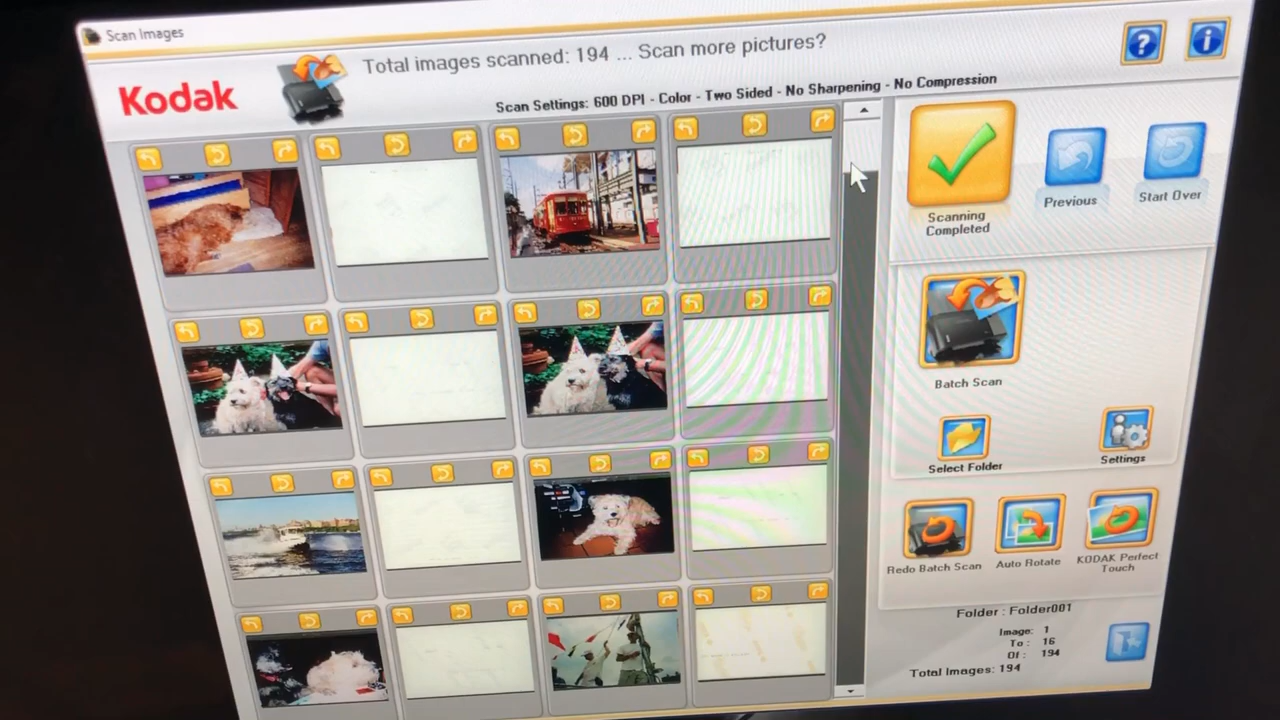 Scan Images
Total images scanned: 194 ... Scan more pictures?
Kodak
Scan Settings: 600 DPI - Color - Two Sided - No Sharpening - No Compression
Scanning
Completed
Previous
Start Over
Batch Scan
Select Folder
Settings
Redo Batch Scan
Auto Rotate
KODAK Perfect
Touch
Folder : Folder001
Image: 1
To : 16
Of : 194
Total Images: 194